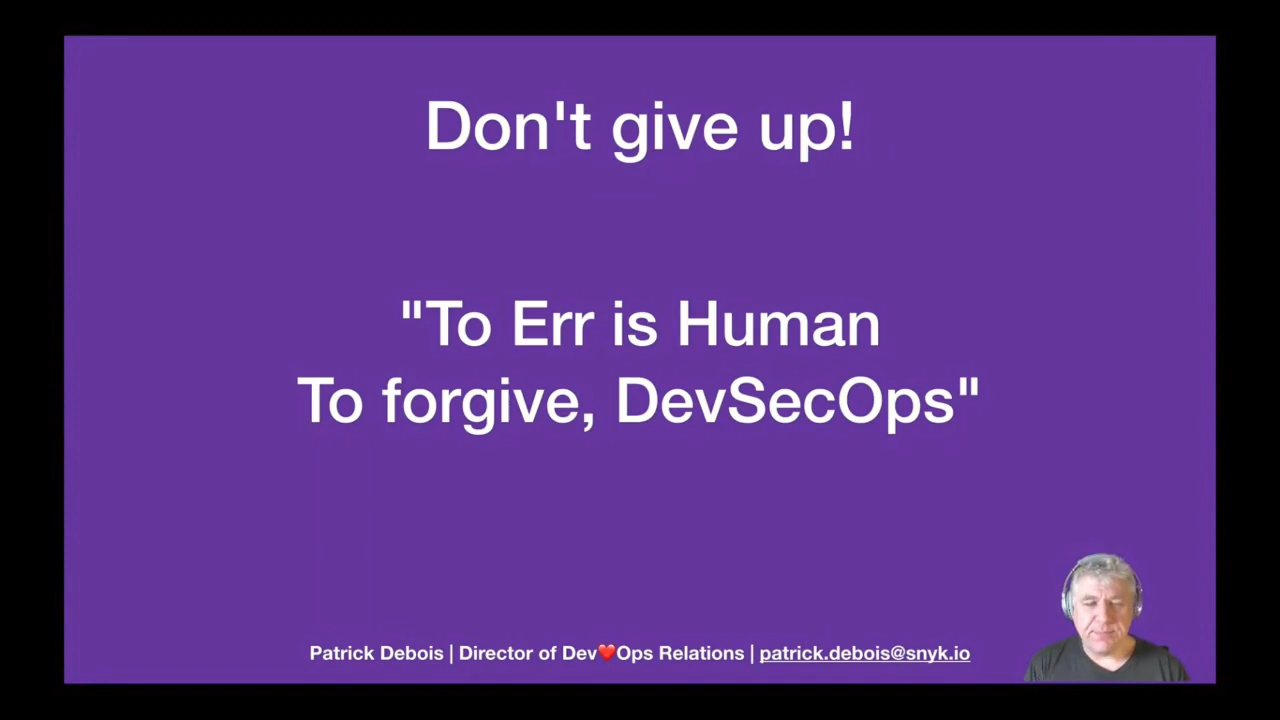 Don't give up!
"To Err is Human
To forgive, DevSecOps"
Patrick Debois | Director of Dev❤️Ops Relations | patrick.debois@snyk.io